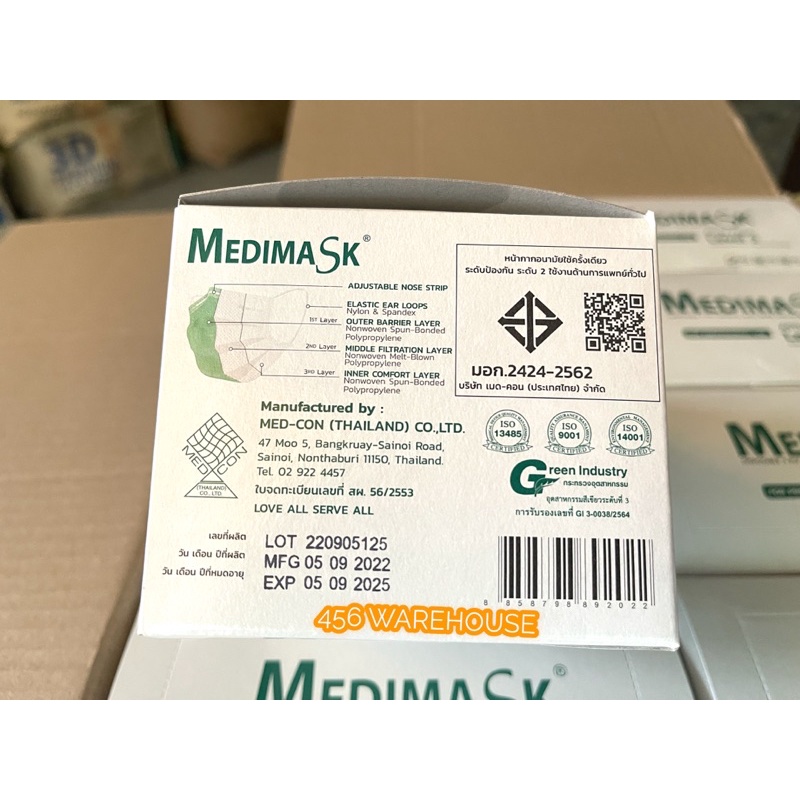 MEDIMASK®
ADJUSTABLE NOSE STRIP
ELASTIC EAR LOOPS
Nylon & Spandex
1ST Layer
OUTER BARRIER LAYER
Nonwoven Spun-Bonded
Polypropylene
2ND Layer
MIDDLE FILTRATION LAYER
Nonwoven Melt-Blown
Polypropylene
3RD Layer
INNER COMFORT LAYER
Nonwoven Spun-Bonded
Polypropylene
หน้ากากอนามัยใช้ครั้งเดียว
ระดับป้องกัน ระดับ 2 ใช้งานด้านการแพทย์ทั่วไป
มอก.2424-2562
บริษัท เมด-คอน (ประเทศไทย) จำกัด
Manufactured by :
MED-CON (THAILAND) CO.,LTD.
47 Moo 5, Bangkruay-Sainoi Road,
Sainoi, Nonthaburi 11150, Thailand.
Tel. 02 922 4457
ใบจดทะเบียนเลขที่ สผ. 56/2553
LOVE ALL SERVE ALL
MED
CON
(THAILAND)
CO., LTD.
ISO
13485
CERTIFIED
ISO
9001
CERTIFIED
ISO
14001
CERTIFIED
Green Industry
กระทรวงอุตสาหกรรม
อุตสาหกรรมสีเขียวระดับที่ 3
การรับรองเลขที่ GI 3-0038/2564
เลขที่ผลิต
LOT 220905125
วัน เดือน ปีที่ผลิต
MFG 05 09 2022
วัน เดือน ปีที่หมดอายุ
EXP 05 09 2025
8 858798 892022
456 WAREHOUSE
MEDIMASK®
MEDIMASK
MEDIMAS
ME
3D